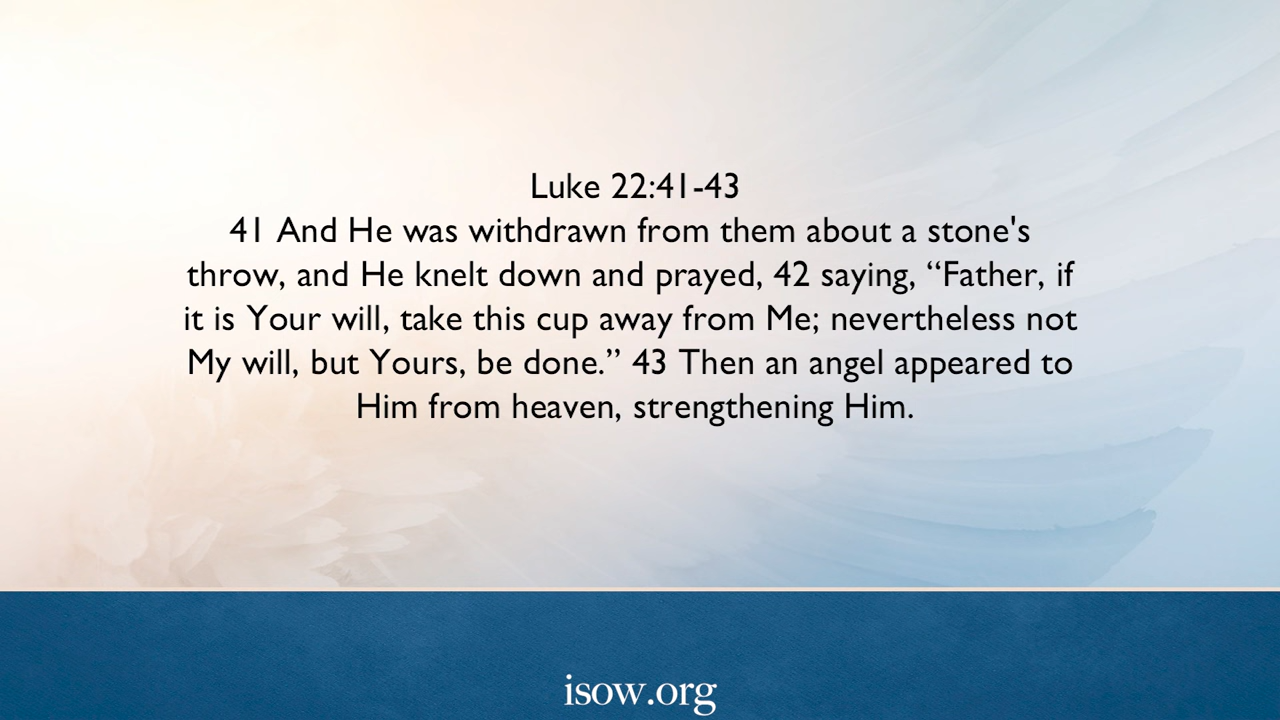 Luke 22:41-43
41 And He was withdrawn from them about a stone's
throw, and He knelt down and prayed, 42 saying, “Father, if
it is Your will, take this cup away from Me; nevertheless not
My will, but Yours, be done.” 43 Then an angel appeared to
Him from heaven, strengthening Him.
isow.org